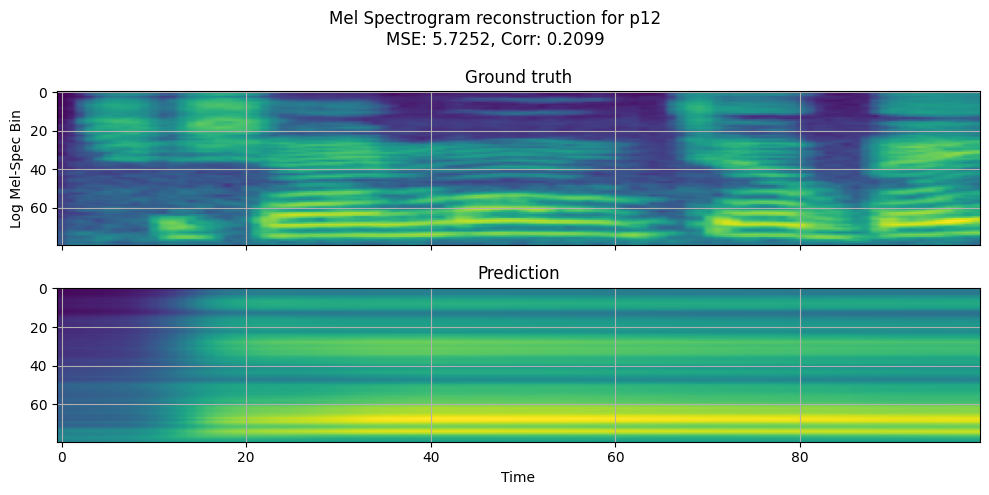 Mel Spectrogram reconstruction for p12
MSE: 5.7252, Corr: 0.2099
Ground truth
Log Mel-Spec Bin
0
20
40
60
Prediction
0
20
40
60
0 20 40 60 80
Time